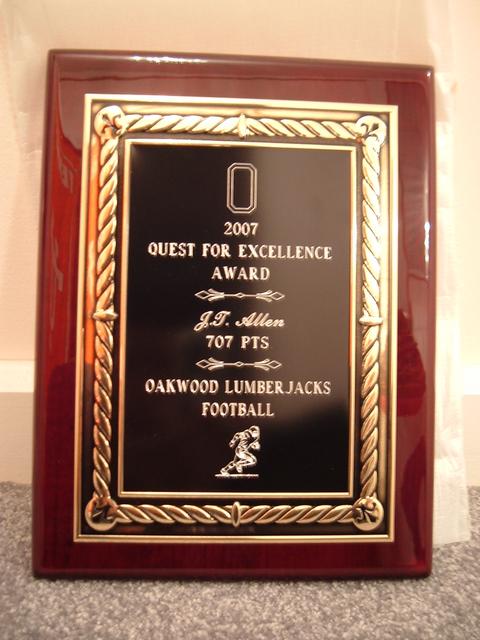 O
2007
QUEST FOR EXCELLENCE
AWARD
J.T. Allen
707 PTS
OAKWOOD LUMBERJACKS
FOOTBALL